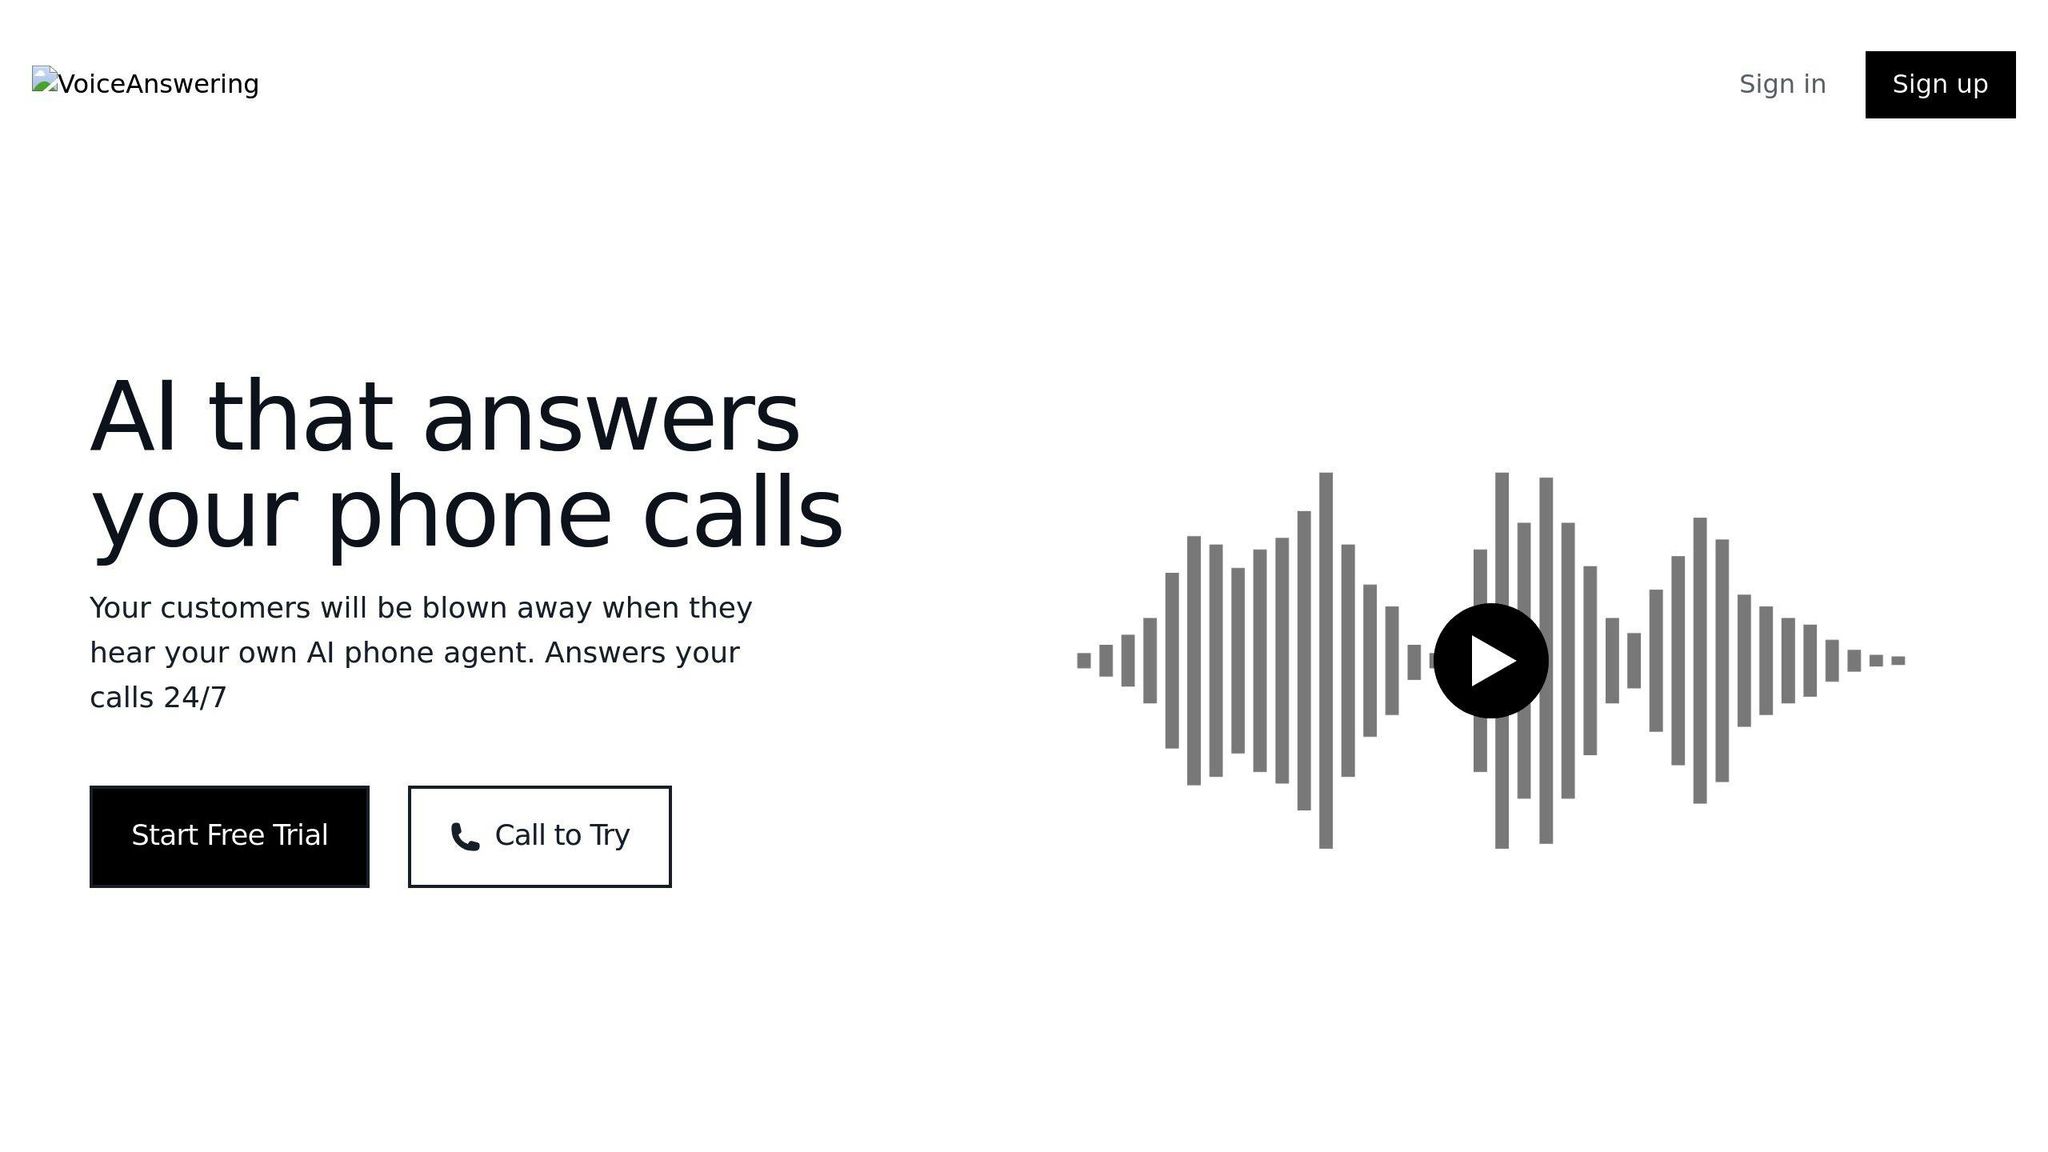 VoiceAnswering
Sign in
Sign up
AI that answers
your phone calls
Your customers will be blown away when they
hear your own AI phone agent. Answers your
calls 24/7
Start Free Trial
Call to Try